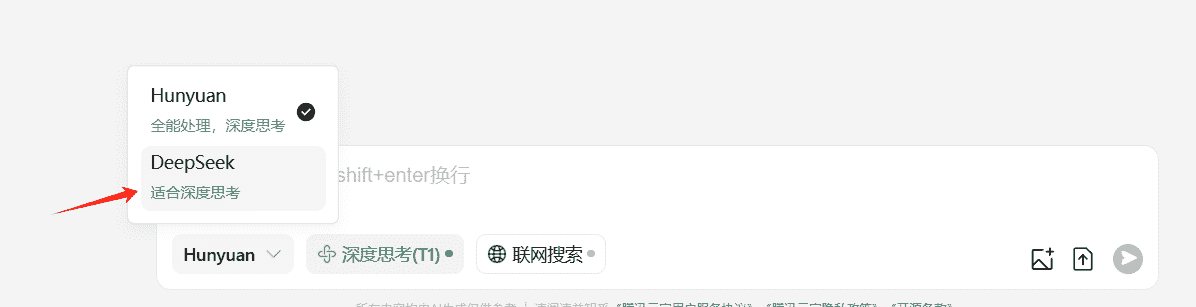 Hunyuan
全能处理，深度思考
DeepSeek
适合深度思考
shift+enter换行
Hunyuan
深度思考(T1)
联网搜索